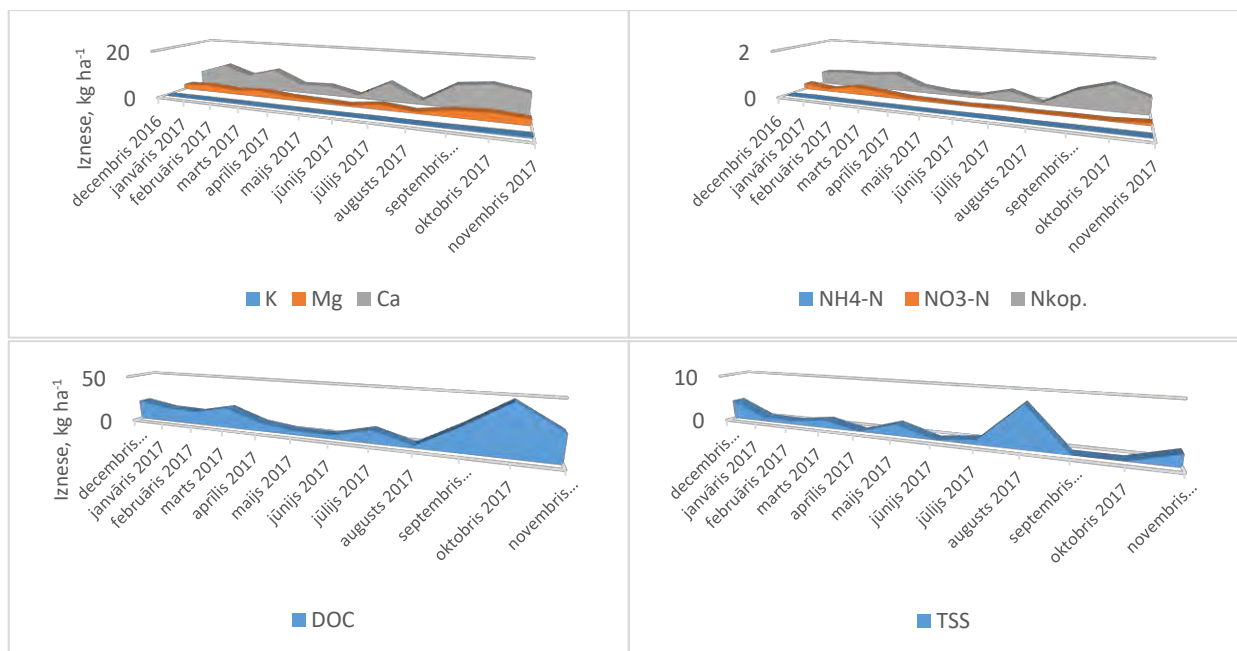 Iznese, kg ha-1
20
0
decembris 2016
janvāris 2017
februāris 2017
marts 2017
aprīlis 2017
maijs 2017
jūnijs 2017
jūlijs 2017
augusts 2017
septembris...
oktobris 2017
novembris 2017
K Mg Ca
2
0
decembris 2016
janvāris 2017
februāris 2017
marts 2017
aprīlis 2017
maijs 2017
jūnijs 2017
jūlijs 2017
augusts 2017
septembris...
oktobris 2017
novembris 2017
NH4-N NO3-N Nkop.
Iznese, kg ha-1
50
0
decembris...
janvāris 2017
februāris 2017
marts 2017
aprīlis 2017
maijs 2017
jūnijs 2017
jūlijs 2017
augusts 2017
septembris...
oktobris 2017
novembris...
DOC
10
0
decembris...
janvāris 2017
februāris 2017
marts 2017
aprīlis 2017
maijs 2017
jūnijs 2017
jūlijs 2017
augusts 2017
septembris...
oktobris 2017
novembris...
TSS